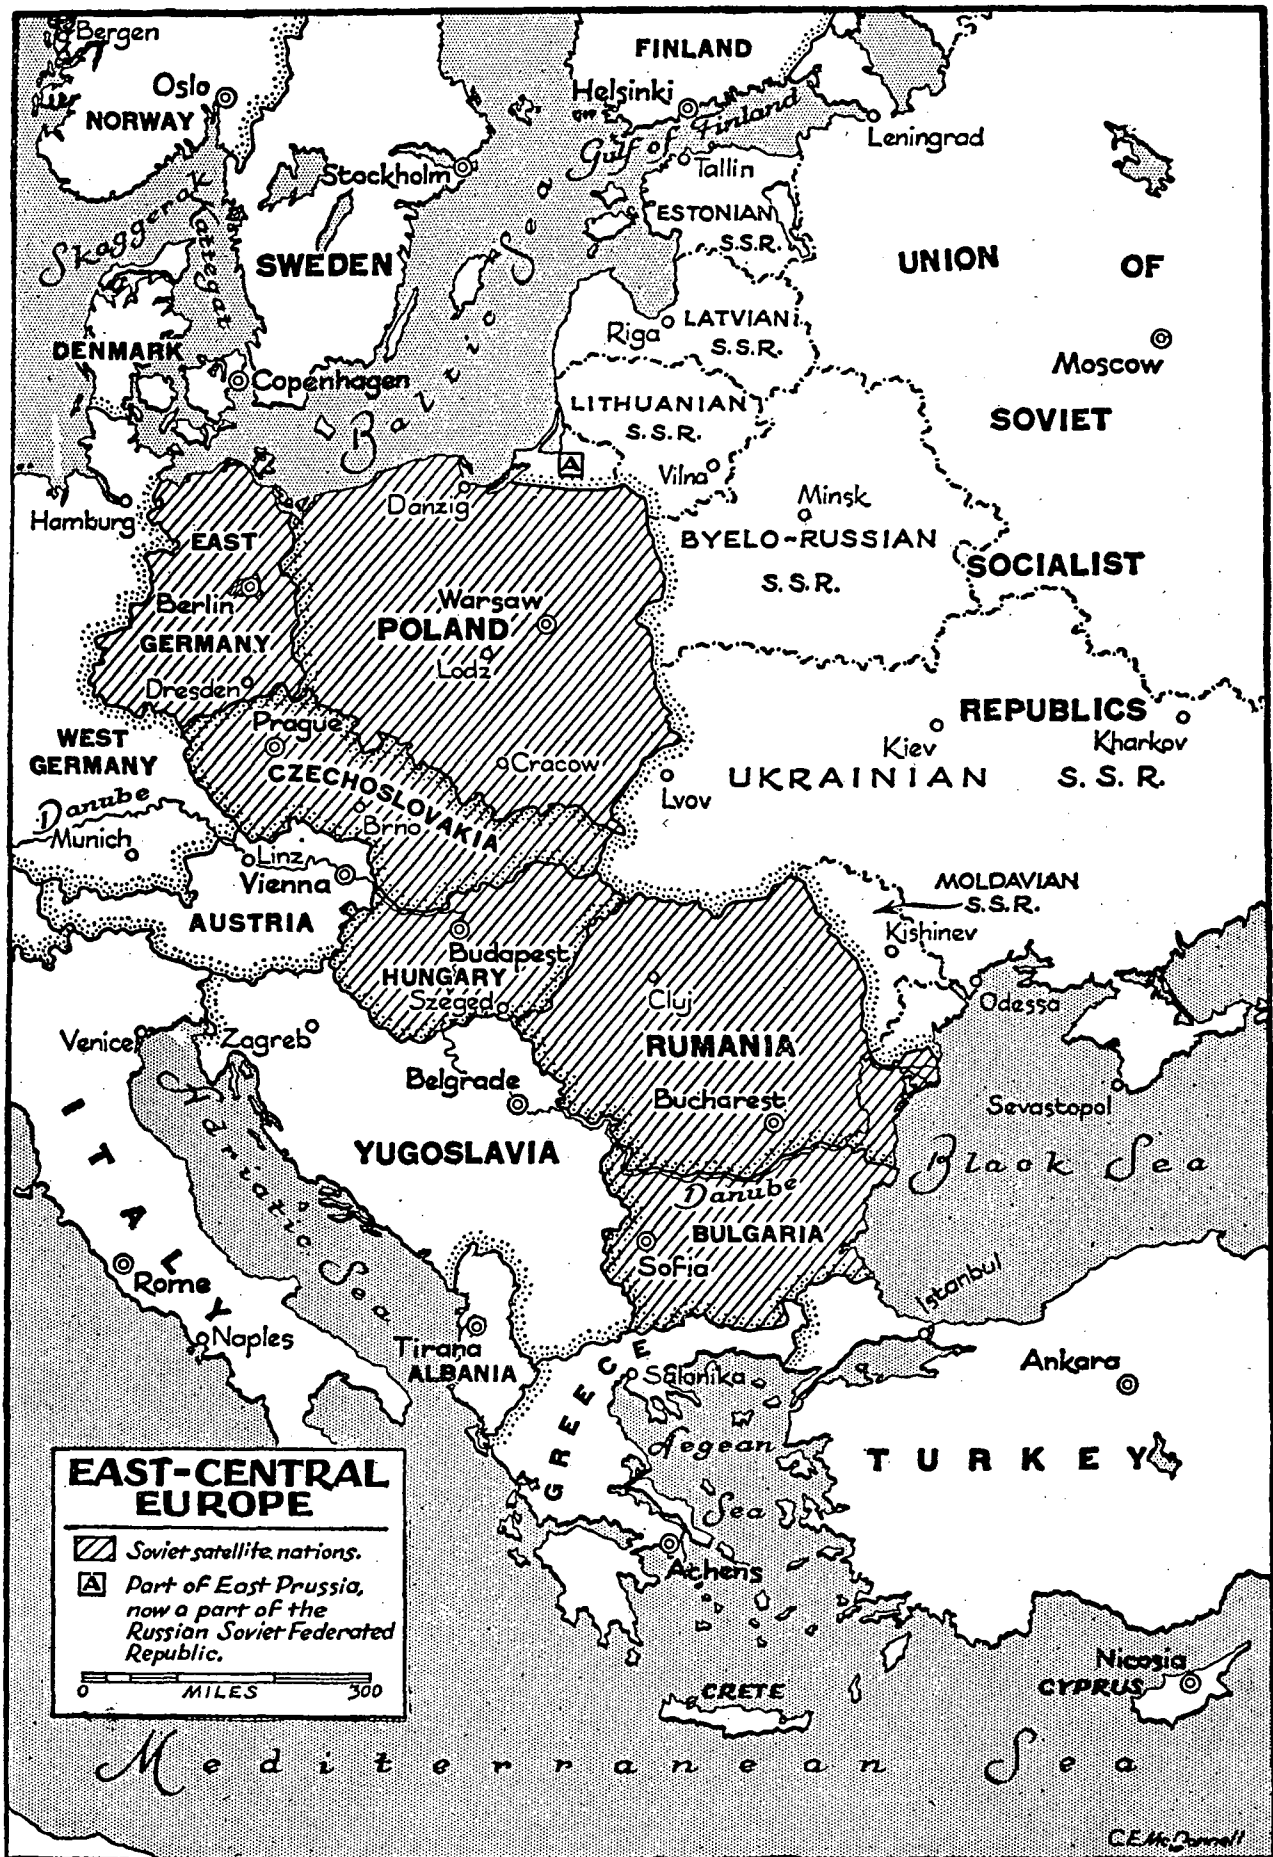 Bergen
Oslo
NORWAY
FINLAND
Helsinki
Gulf of Finland
Leningrad
Stockholm
Tallin
ESTONIAN
S.S.R.
Skaggerak
Kattegat
SWEDEN
Baltic Sea
UNION OF
Riga
LATVIAN
S.S.R.
Moscow
DENMARK
Copenhagen
LITHUANIAN
S.S.R.
SOVIET
A
Vilna
Minsk
Hamburg
Danzig
EAST
BYELO-RUSSIAN
S.S.R.
SOCIALIST
Berlin
GERMANY
Warsaw
POLAND
Lodz
Dresden
Prague
REPUBLICS
WEST
GERMANY
Kiev
Kharkov
CZECHOSLOVAKIA
Cracow
UKRAINIAN S.S.R.
Lvov
Danube
Munich
Brno
Linz
Vienna
AUSTRIA
MOLDAVIAN
S.S.R.
Kishinev
Budapest
HUNGARY
Szeged
Cluj
Odessa
Venice
Zagreb
RUMANIA
Belgrade
Bucharest
Sevastopol
ITALY
Adriatic Sea
YUGOSLAVIA
Black Sea
Danube
BULGARIA
Sofia
Rome
Istanbul
Naples
Tirana
ALBANIA
GREECE
Salonika
Ankara
Aegean
Sea
TURKEY
Athens
EAST-CENTRAL
EUROPE
Soviet satellite nations.
A Part of East Prussia,
now a part of the
Russian Soviet Federated
Republic.
0 MILES 300
CRETE
Nicosia
CYPRUS
Mediterranean Sea
C.E. McDonnell